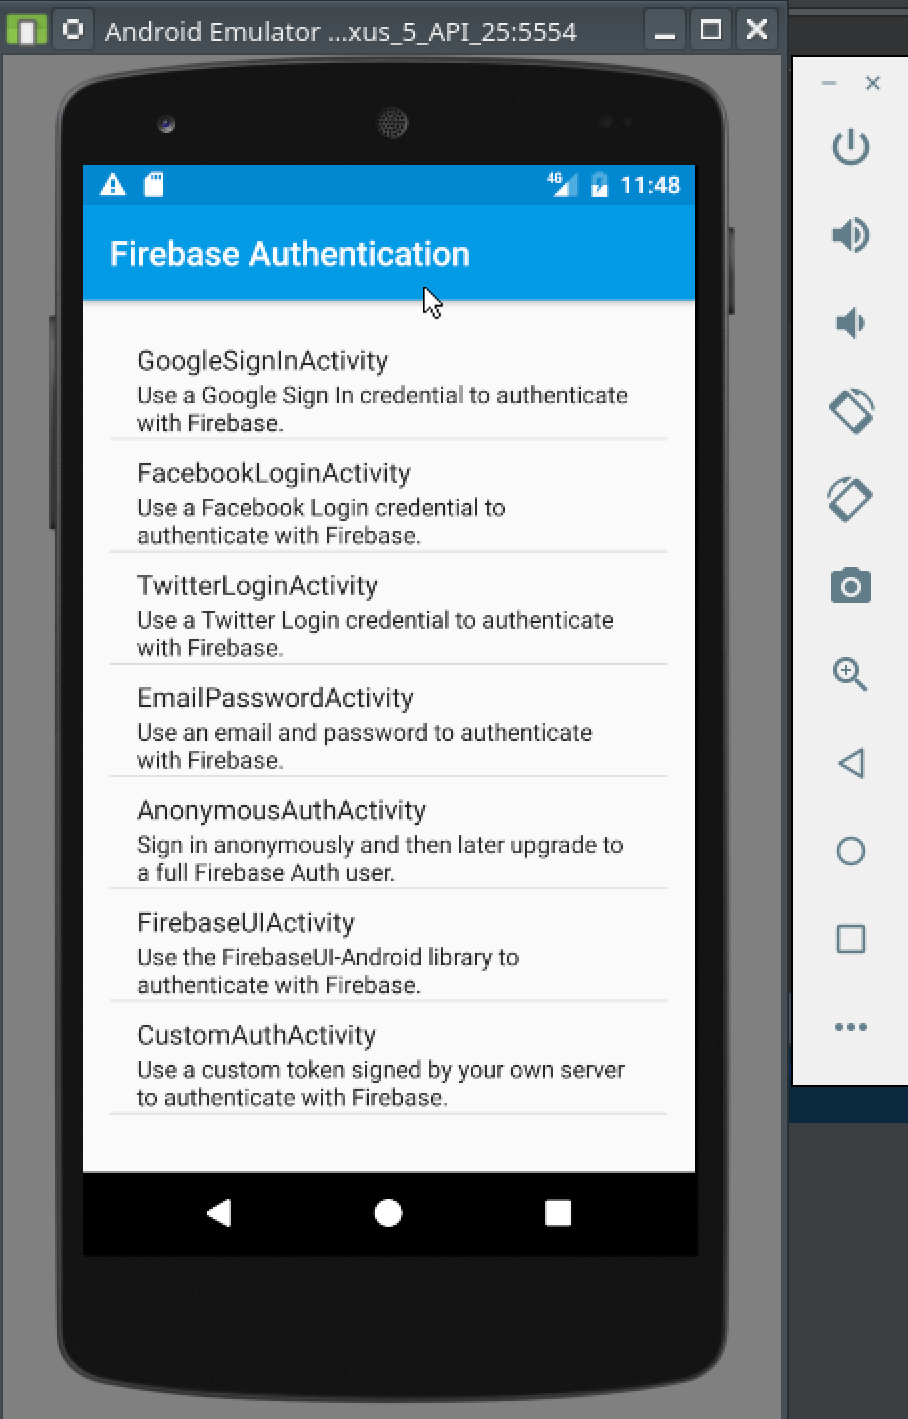 Android Emulator ...xus_5_API_25:5554
4G 11:48
Firebase Authentication
GoogleSignInActivity
Use a Google Sign In credential to authenticate
with Firebase.
FacebookLoginActivity
Use a Facebook Login credential to
authenticate with Firebase.
TwitterLoginActivity
Use a Twitter Login credential to authenticate
with Firebase.
EmailPasswordActivity
Use an email and password to authenticate
with Firebase.
AnonymousAuthActivity
Sign in anonymously and then later upgrade to
a full Firebase Auth user.
FirebaseUIActivity
Use the FirebaseUI-Android library to
authenticate with Firebase.
CustomAuthActivity
Use a custom token signed by your own server
to authenticate with Firebase.